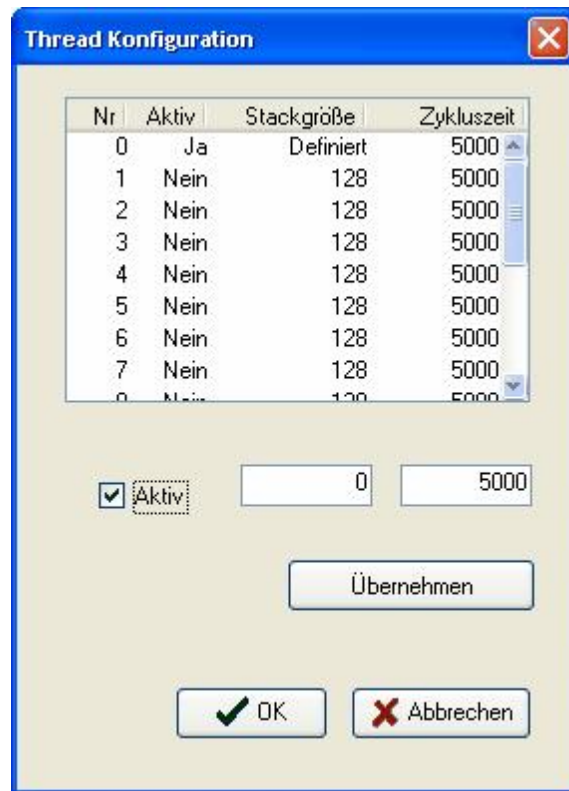 Thread Konfiguration
Nr Aktiv Stackgröße Zykluszeit
0 Ja Definiert 5000
1 Nein 128 5000
2 Nein 128 5000
3 Nein 128 5000
4 Nein 128 5000
5 Nein 128 5000
6 Nein 128 5000
7 Nein 128 5000
Aktiv 0 5000
Übernehmen
OK Abbrechen